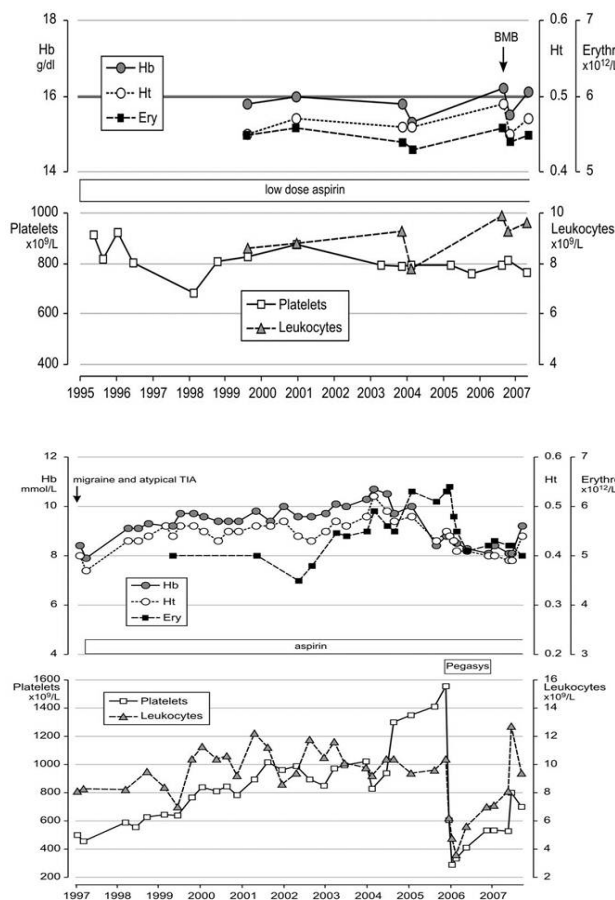 18
16
14
Hb
g/dl
Hb
Ht
Ery
BMB
0.6
0.5
0.4
Ht
7
6
5
Erythr
x10¹²/L
low dose aspirin
1000
800
600
400
Platelets
x10⁹/L
Platelets
Leukocytes
10
8
6
4
Leukocytes
x10⁹/L
1995 1996 1997 1998 1999 2000 2001 2002 2003 2004 2005 2006 2007
12
10
8
6
4
Hb
mmol/L
migraine and atypical TIA
Hb
Ht
Ery
0.6
0.5
0.4
0.3
0.2
Ht
7
6
5
4
3
Erythro
x10¹²/L
aspirin
Pegasys
1600
1400
1200
1000
800
600
400
200
Platelets
x10⁹/L
Platelets
Leukocytes
16
14
12
10
8
6
4
2
Leukocytes
x10⁹/L
1997 1998 1999 2000 2001 2002 2003 2004 2005 2006 2007